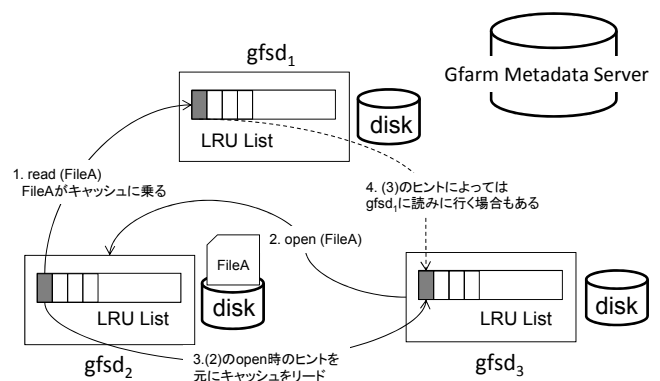 gfsd1
Gfarm Metadata Server
LRU List
disk
1. read (FileA)
FileAがキャッシュに乗る
4. (3)のヒントによっては
gfsd1に読みに行く場合もある
2. open (FileA)
FileA
disk
LRU List
gfsd2
LRU List
disk
gfsd3
3.(2)のopen時のヒントを
元にキャッシュをリード